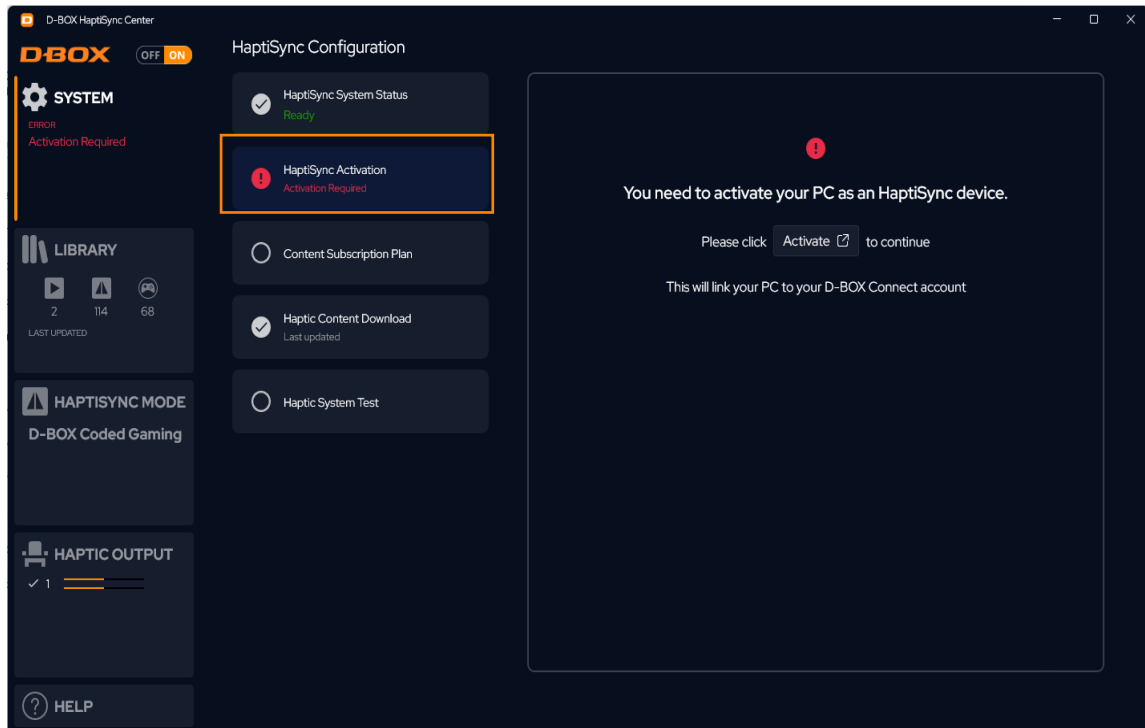 D-BOX HaptiSync Center
D-BOX
OFF ON
SYSTEM
ERROR
Activation Required
LIBRARY
2 114 68
LAST UPDATED
HAPTISYNC MODE
D-BOX Coded Gaming
HAPTIC OUTPUT
1
? HELP
HaptiSync Configuration
HaptiSync System Status
Ready
! HaptiSync Activation
Activation Required
Content Subscription Plan
Haptic Content Download
Last updated
Haptic System Test
!
You need to activate your PC as an HaptiSync device.
Please click Activate to continue
This will link your PC to your D-BOX Connect account